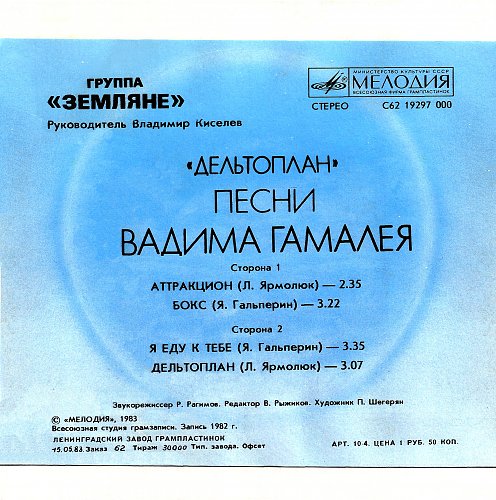 ГРУППА
«ЗЕМЛЯНЕ»
Руководитель Владимир Киселев
МИНИСТЕРСТВО КУЛЬТУРЫ СССР
МЕЛОДИЯ
ВСЕСОЮЗНАЯ ФИРМА ГРАМПЛАСТИНОК
СТЕРЕО С62 19297 000
«ДЕЛЬТОПЛАН»
ПЕСНИ
ВАДИМА ГАМАЛЕЯ
Сторона 1
АТТРАКЦИОН (Л. Ярмолюк) — 2.35
БОКС (Я. Гальперин) — 3.22
Сторона 2
Я ЕДУ К ТЕБЕ (Я. Гальперин) — 3.35
ДЕЛЬТОПЛАН (Л. Ярмолюк) — 3.07
Звукорежиссер Р. Рагимов. Редактор В. Рыжиков. Художник П. Шегерян
© «МЕЛОДИЯ», 1983
Всесоюзная студия грамзаписи. Запись 1982 г.
ЛЕНИНГРАДСКИЙ ЗАВОД ГРАМПЛАСТИНОК
15.05.83. Заказ 62 Тираж 30000 Тип. завода. Офсет
АРТ. 10-4. ЦЕНА 1 РУБ. 50 КОП.